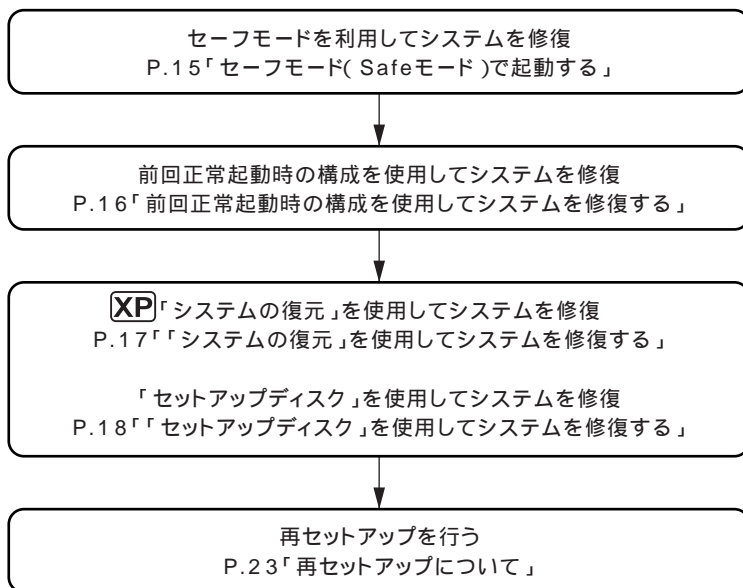 セーフモードを利用してシステムを修復
P.15「セーフモード(Safeモード)で起動する」
前回正常起動時の構成を使用してシステムを修復
P.16「前回正常起動時の構成を使用してシステムを修復する」
XP「システムの復元」を使用してシステムを修復
P.17「「システムの復元」を使用してシステムを修復する」
「セットアップディスク」を使用してシステムを修復
P.18「「セットアップディスク」を使用してシステムを修復する」
再セットアップを行う
P.23「再セットアップについて」